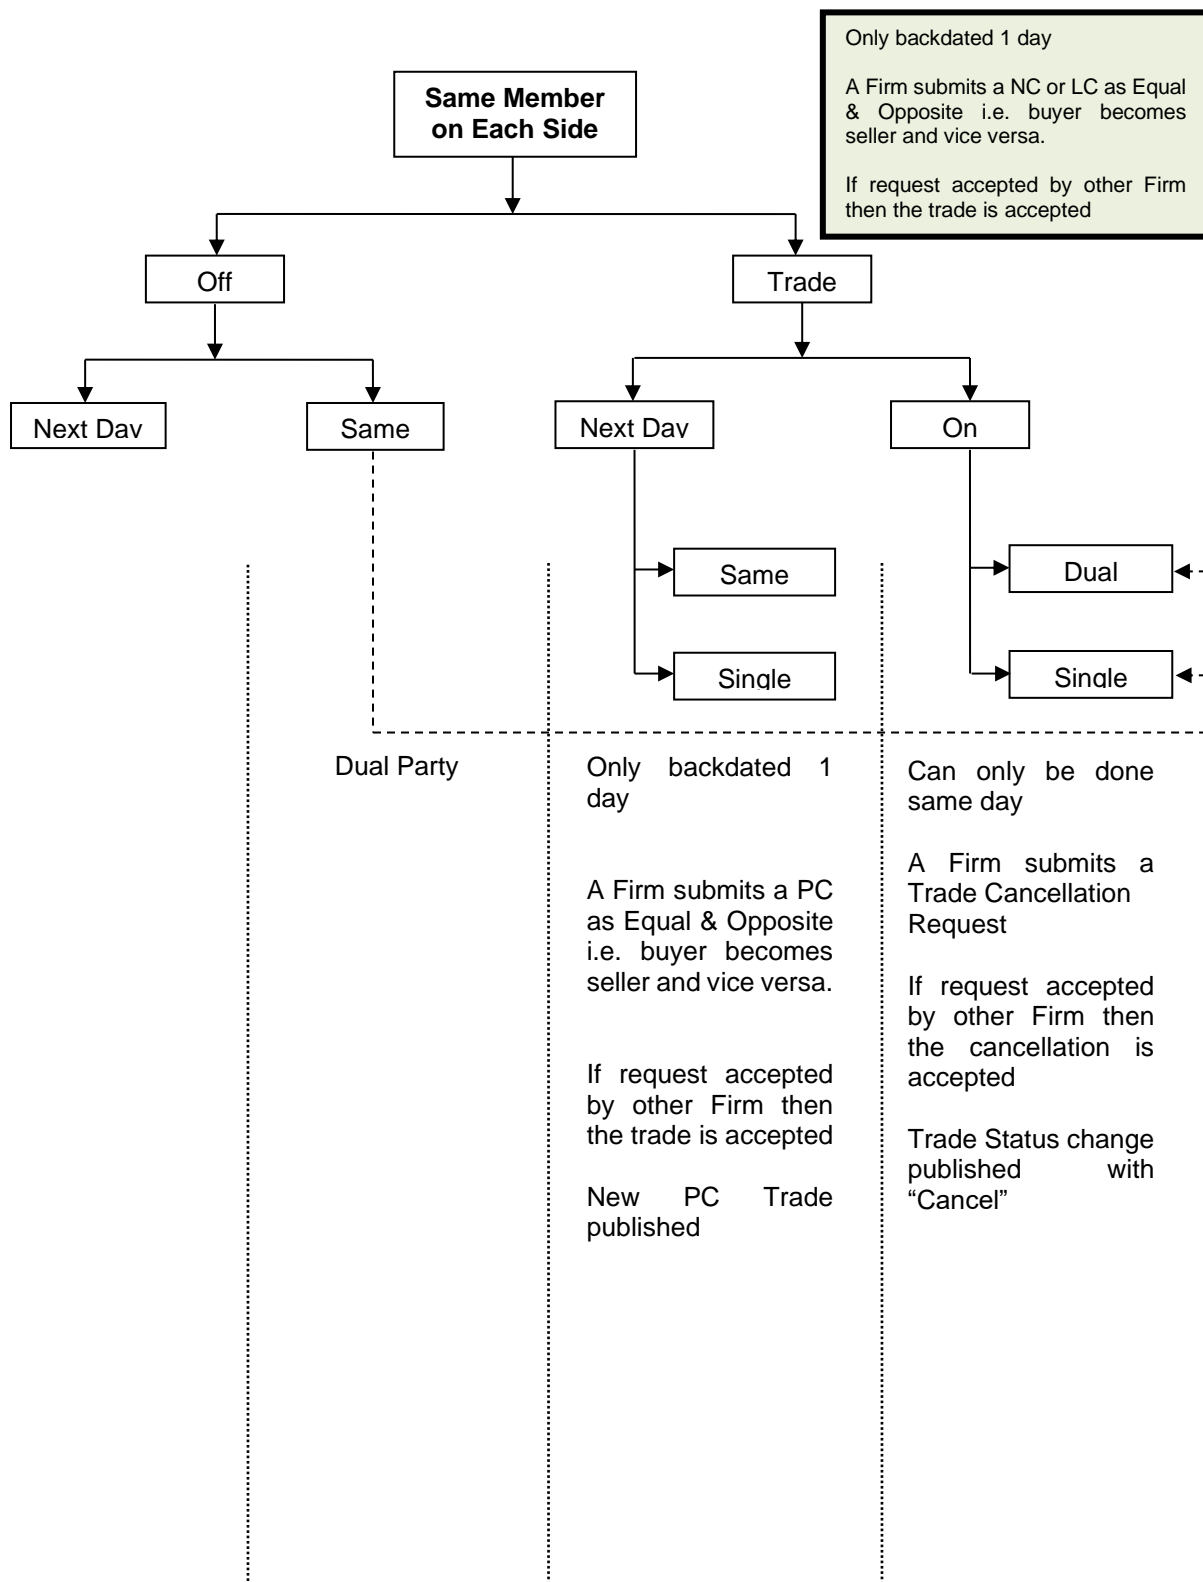 Only backdated 1 day
A Firm submits a NC or LC as Equal
& Opposite i.e. buyer becomes
seller and vice versa.
If request accepted by other Firm
then the trade is accepted
Same Member
on Each Side
Off
Trade
Next Day
Same
Next Day
On
Same
Dual
Single
Single
Dual Party
Only backdated 1
day
A Firm submits a PC
as Equal & Opposite
i.e. buyer becomes
seller and vice versa.
If request accepted
by other Firm then
the trade is accepted
New PC Trade
published
Can only be done
same day
A Firm submits a
Trade Cancellation
Request
If request accepted
by other Firm then
the cancellation is
accepted
Trade Status change
published with
“Cancel”